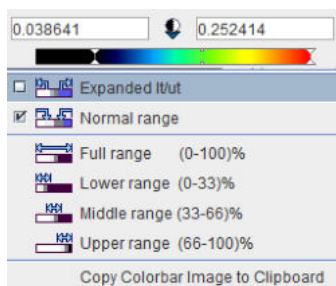 0.038641 0.252414
Expanded lt/ut
Normal range
Full range (0-100)%
Lower range (0-33)%
Middle range (33-66)%
Upper range (66-100)%
Copy Colorbar Image to Clipboard